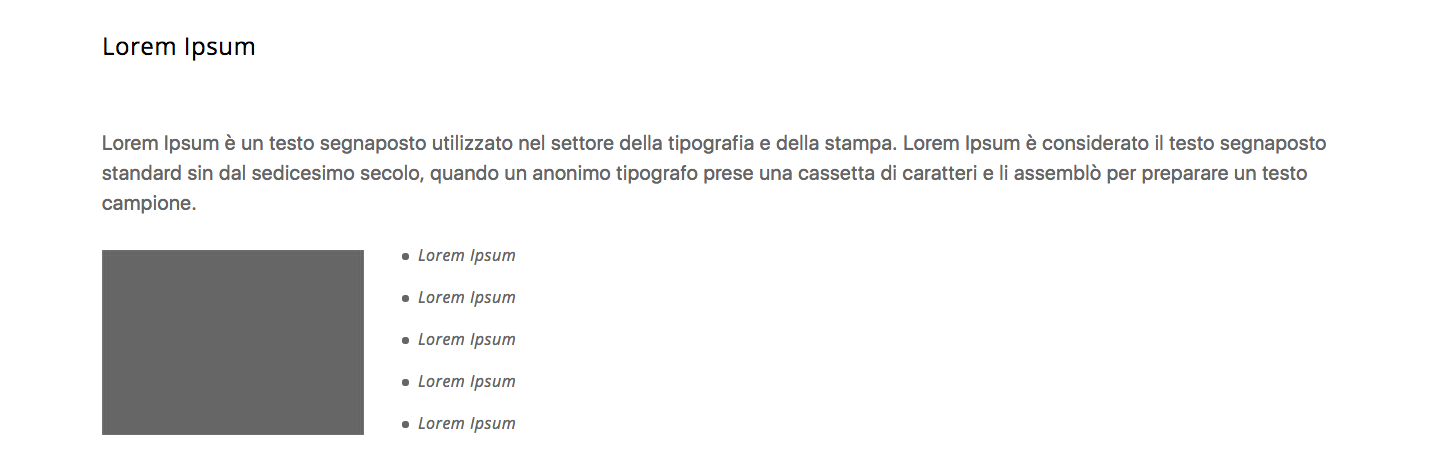 Lorem Ipsum
Lorem Ipsum è un testo segnaposto utilizzato nel settore della tipografia e della stampa. Lorem Ipsum è considerato il testo segnaposto
standard sin dal sedicesimo secolo, quando un anonimo tipografo prese una cassetta di caratteri e li assemblò per preparare un testo
campione.
• Lorem Ipsum
• Lorem Ipsum
• Lorem Ipsum
• Lorem Ipsum
• Lorem Ipsum